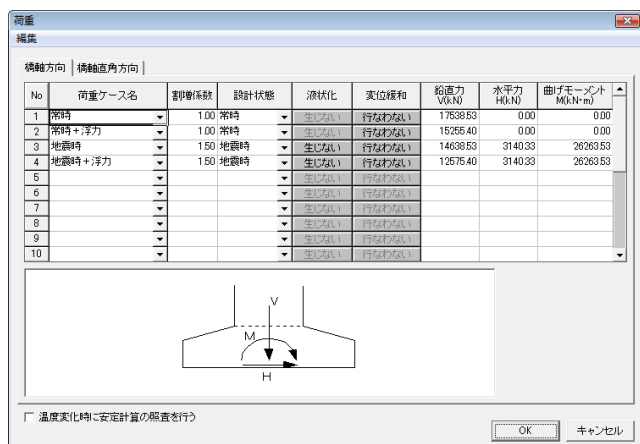 荷重
編集
橋軸方向 橋軸直角方向
No 荷重ケース名 割増係数 設計状態 液状化 変位緩和 鉛直力 V(kN) 水平力 H(kN) 曲げモーメント M(kN・m)
1 常時 1.00 常時 生じない 行なわない 17538.53 0.00 0.00
2 常時+浮力 1.00 常時 生じない 行なわない 15255.40 0.00 0.00
3 地震時 1.50 地震時 生じない 行なわない 14638.53 3140.33 26263.53
4 地震時+浮力 1.50 地震時 生じない 行なわない 12575.40 3140.33 26263.53
5 生じない 行なわない
6 生じない 行なわない
7 生じない 行なわない
8 生じない 行なわない
9 生じない 行なわない
10 生じない 行なわない
V
M
H
温度変化時に安定計算の照査を行う
OK キャンセル